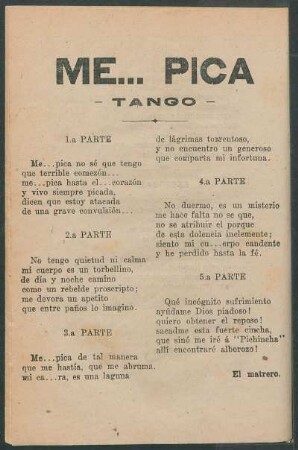 ME... PICA
- TANGO -
1.a PARTE
Me...pica no sé que tengo
que terrible comezón...
me...pica hasta el...corazón
y vivo siempre picada,
dicen que estoy atacada
de una grave convulsión...
2.a PARTE
No tengo quietud ni calma
mi cuerpo es un torbellino,
de día y noche camino
como un rebelde proscripto;
me devora un apetito
que entre paños lo imagino.
3.a PARTE
Me...pica de tal manera
que me hastía, que me abruma,
mi ca...ra, es una laguna
de lágrimas torrentoso,
y no encuentro un generoso
que comparta mi infortuna.
4.a PARTE
No duermo, es un misterio
me hace falta no se que,
no se atribuir el porque
de esta dolencia inclemente;
siento mi cu...erpo candente
y he perdido hasta la fé.
5.a PARTE
Qué incógnito sufrimiento
ayúdame Dios piadoso!
quiero obtener el reposo!
sacadme esta fuerte cincha,
que sinó me iré á "Pichincha"
allí encontraré alborozo!
El matrero.